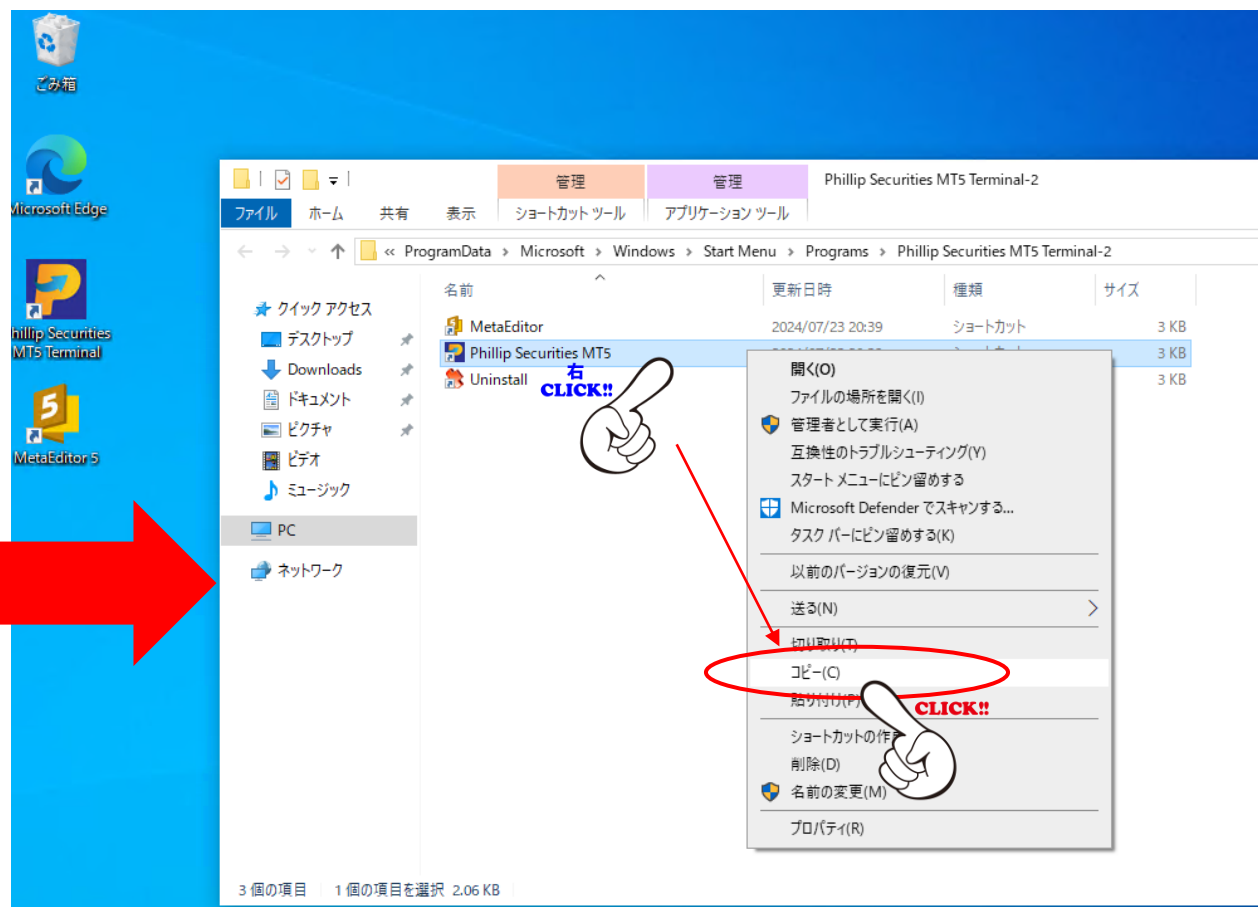 ごみ箱
Microsoft Edge
hillip Securities
MT5 Terminal
5
MetaEditor 5
管理
管理
Phillip Securities MT5 Terminal-2
ファイル
ホーム
共有
表示
ショートカット ツール
アプリケーション ツール
« ProgramData › Microsoft › Windows › Start Menu › Programs › Phillip Securities MT5 Terminal-2
名前
更新日時
種類
サイズ
クイック アクセス
デスクトップ
Downloads
ドキュメント
ピクチャ
ビデオ
ミュージック
PC
ネットワーク
MetaEditor 2024/07/23 20:39 ショートカット 3 KB
Phillip Securities MT5 3 KB
Uninstall 3 KB
右
CLICK!!
開く(O)
ファイルの場所を開く(I)
管理者として実行(A)
互換性のトラブルシューティング(Y)
スタート メニューにピン留めする
Microsoft Defender でスキャンする...
タスク バーにピン留めする(K)
以前のバージョンの復元(V)
送る(N)
切り取り(T)
コピー(C)
貼り付け(P)
CLICK!!
ショートカットの作
削除(D)
名前の変更(M)
プロパティ(R)
3 個の項目
1 個の項目を選択 2.06 KB